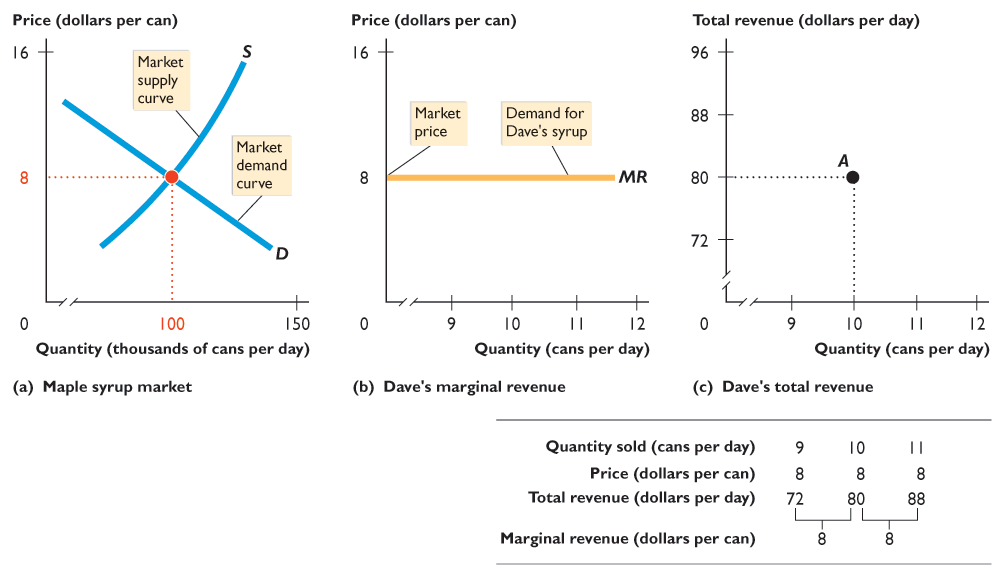 Price (dollars per can)
16
S
Market
supply
curve
Market
demand
curve
8
D
0
100
150
Quantity (thousands of cans per day)
(a) Maple syrup market
Price (dollars per can)
16
Market
price
Demand for
Dave's syrup
8
MR
0
9
10
11
12
Quantity (cans per day)
(b) Dave's marginal revenue
Total revenue (dollars per day)
96
88
A
80
72
0
9
10
11
12
Quantity (cans per day)
(c) Dave's total revenue
Quantity sold (cans per day) 9 10 11
Price (dollars per can) 8 8 8
Total revenue (dollars per day) 72 80 88
Marginal revenue (dollars per can) 8 8